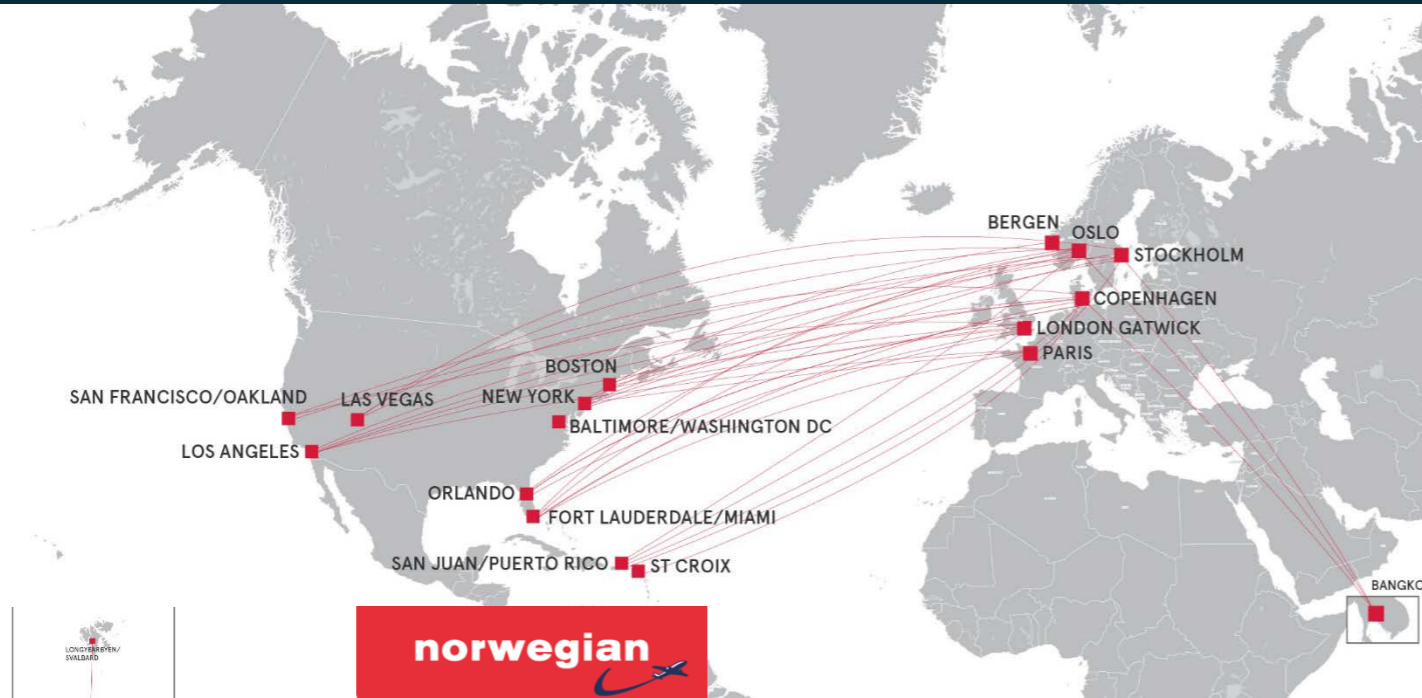 BERGEN
OSLO
STOCKHOLM
COPENHAGEN
LONDON GATWICK
PARIS
BOSTON
SAN FRANCISCO/OAKLAND
LAS VEGAS
NEW YORK
BALTIMORE/WASHINGTON DC
LOS ANGELES
ORLANDO
FORT LAUDERDALE/MIAMI
SAN JUAN/PUERTO RICO
ST CROIX
BANGKO
LONGYEARBYEN/
SVALBARD
norwegian